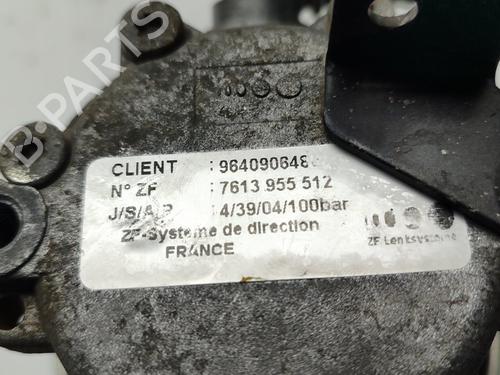 B-PARTS
CLIENT : 964090648
N° ZF : 7613 955 512
J/S/A/P : 4/39/04/100bar
ZF-Systeme de direction
FRANCE
ZF Lenksysteme